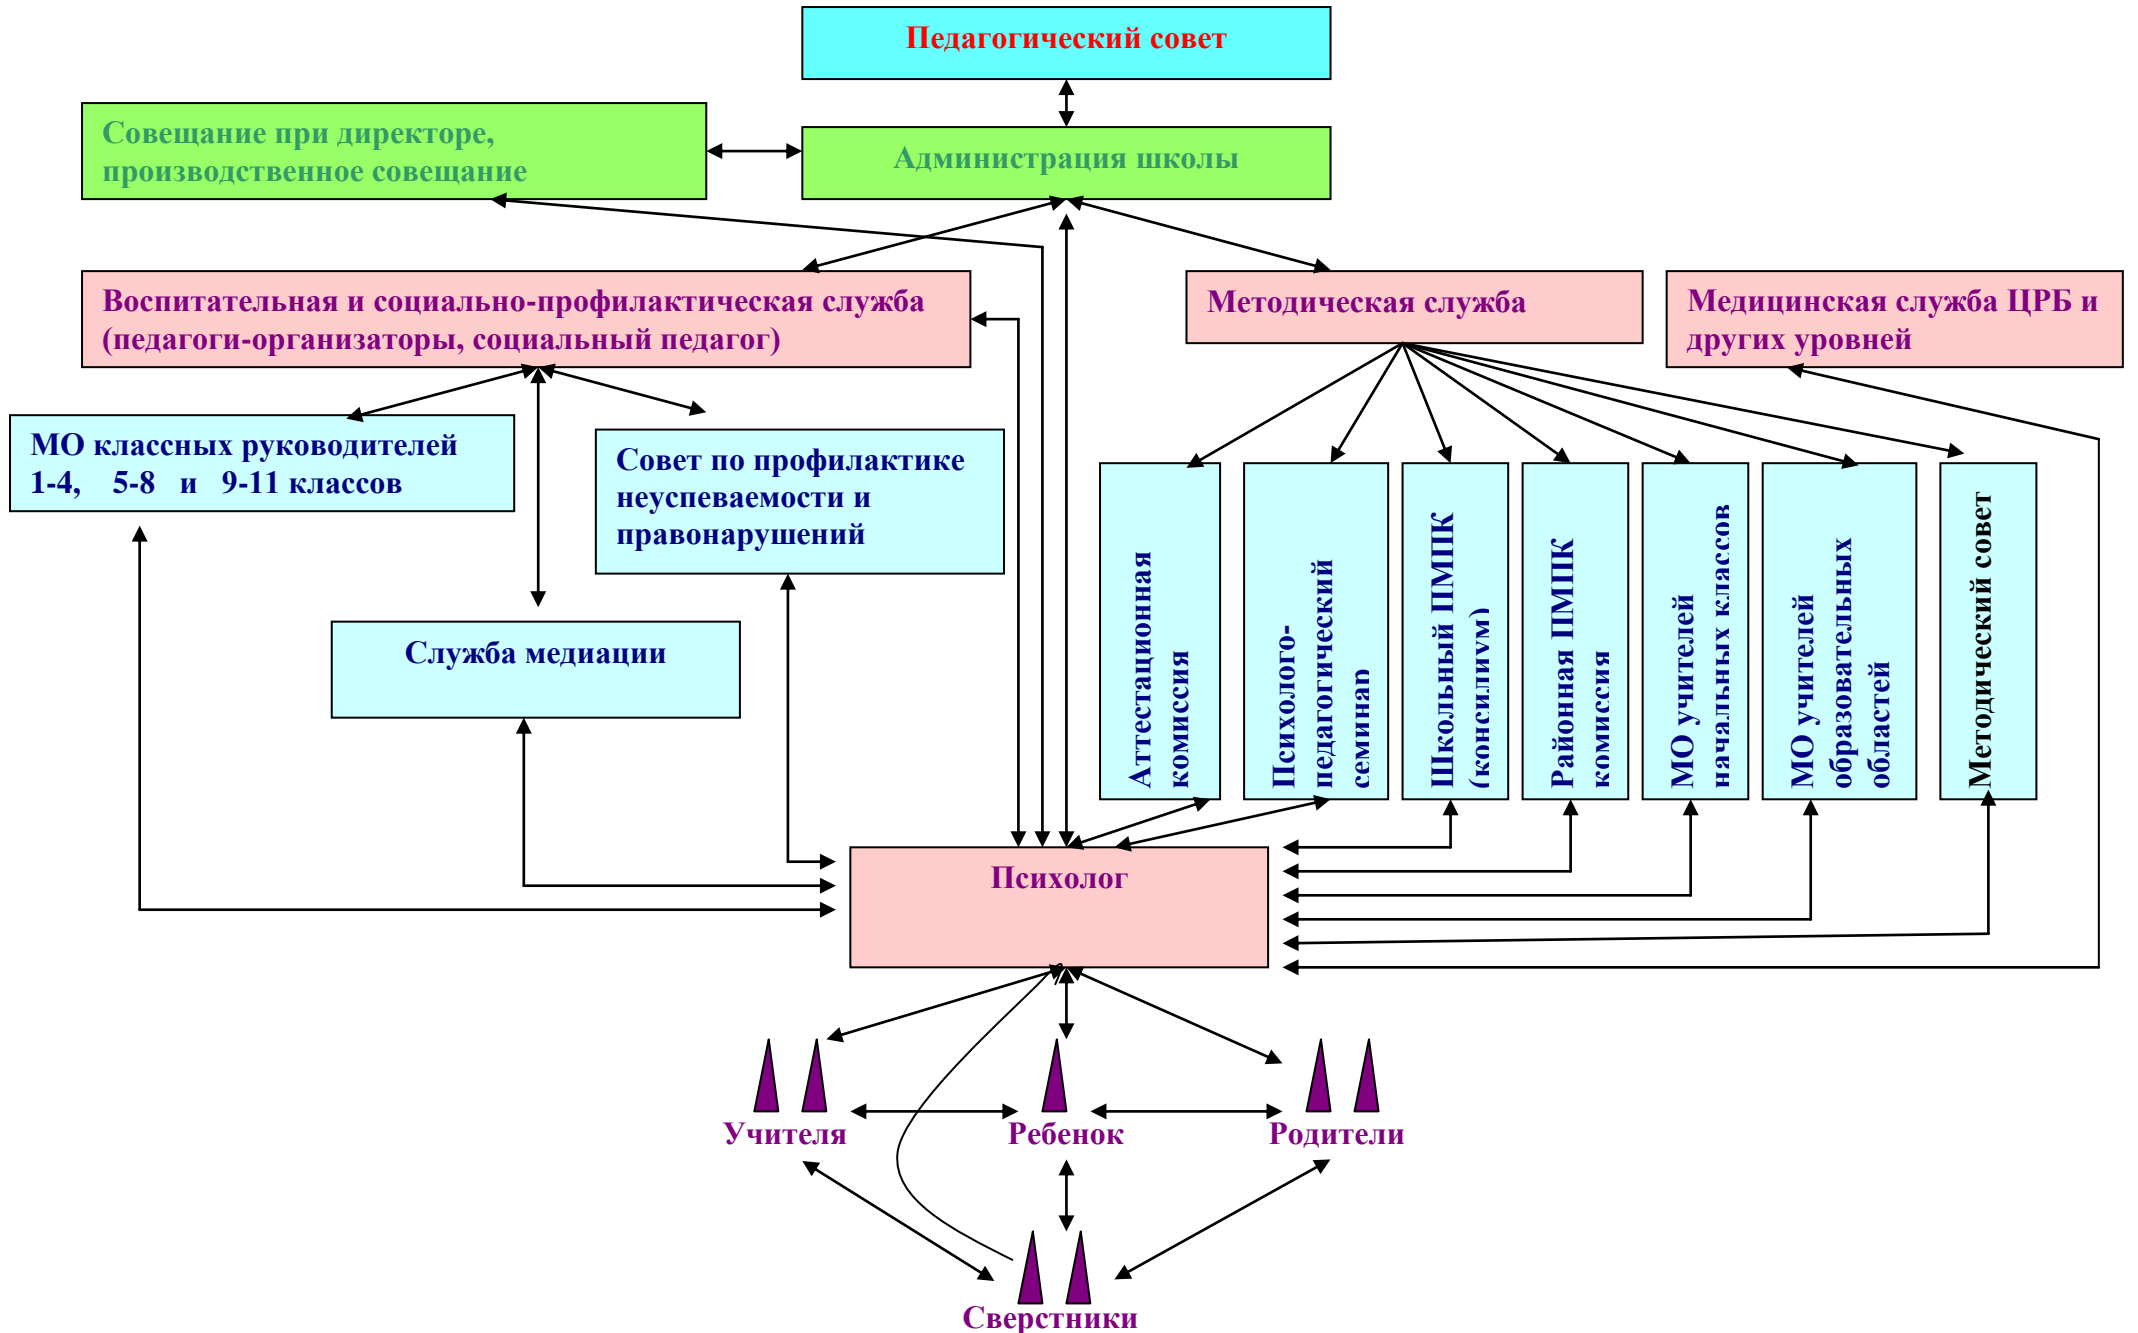 Педагогический совет
Совещание при директоре,
производственное совещание
Администрация школы
Воспитательная и социально-профилактическая служба
(педагоги-организаторы, социальный педагог)
Методическая служба
Медицинская служба ЦРБ и
других уровней
МО классных руководителей
1-4, 5-8 и 9-11 классов
Совет по профилактике
неуспеваемости и
правонарушений
Служба медиации
Аттестационная
комиссия
Психолого-
педагогический
семинар
Школьный ПМПК
(консилиум)
Районная ПМПК
комиссия
МО учителей
начальных классов
МО учителей
образовательных
областей
Методический совет
Психолог
Учителя
Ребенок
Родители
Сверстники